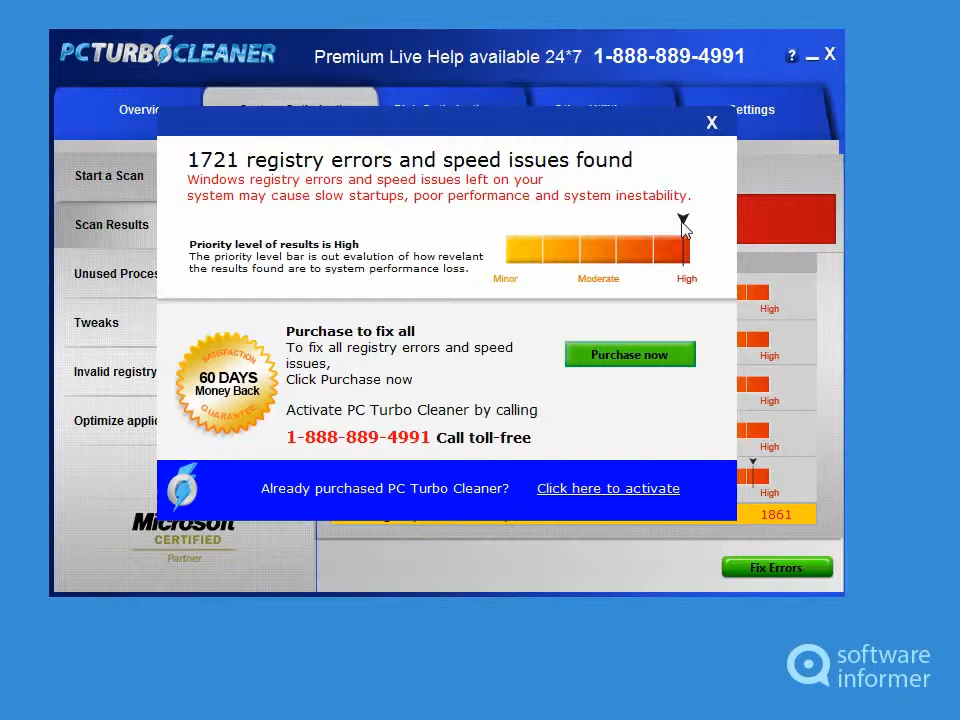 PCTURBOCLEANER
Premium Live Help available 24*7 1-888-889-4991
? X
Settings
X
1721 registry errors and speed issues found
Windows registry errors and speed issues left on your
system may cause slow startups, poor performance and system inestability.
Priority level of results is High
The priority level bar is out evalution of how revelant
the results found are to system performance loss.
Minor Moderate High
Start a Scan
Scan Results
Unused Proce
Tweaks
Invalid registry
Optimize applic
High
High
High
High
High
1861
Purchase to fix all
To fix all registry errors and speed
issues,
Click Purchase now
Purchase now
SATISFACTION
60 DAYS
Money Back
GUARANTEE
Activate PC Turbo Cleaner by calling
1-888-889-4991 Call toll-free
Already purchased PC Turbo Cleaner? Click here to activate
Microsoft
CERTIFIED
Partner
Fix Errors
software
informer